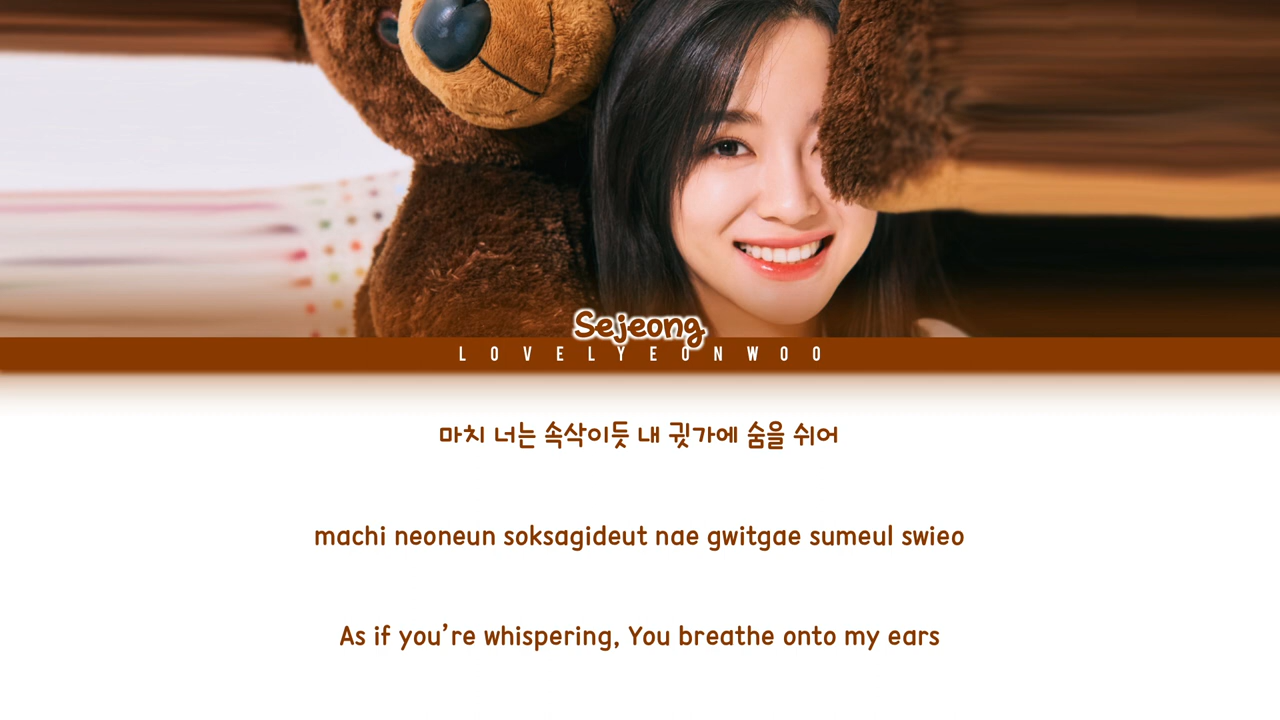 Sejeong
LOVELYEONWOO
마치 너는 속삭이듯 내 귓가에 숨을 쉬어
machi neoneun soksagideut nae gwitgae sumeul swieo
As if you're whispering, You breathe onto my ears